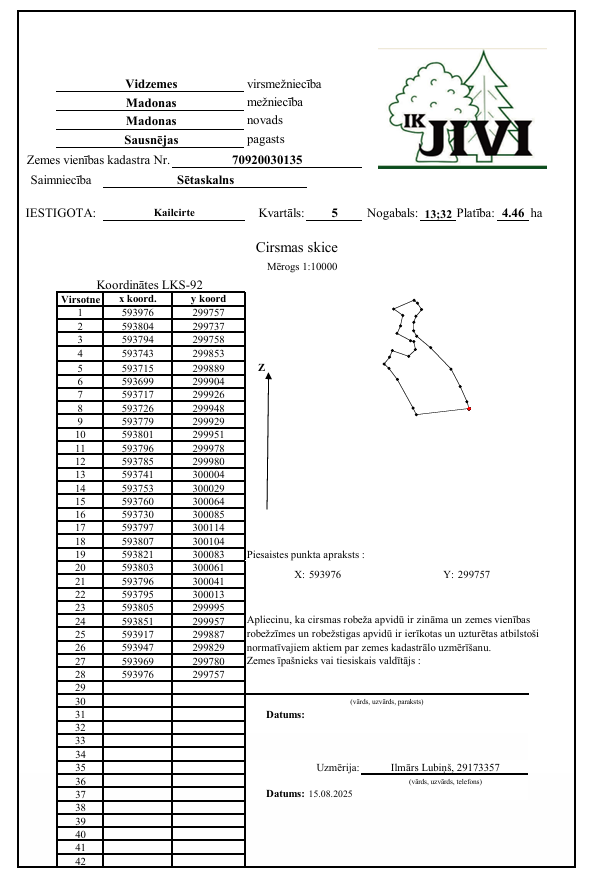 Vidzemes virsmežniecība
Madonas mežniecība
Madonas novads
Sausnējas pagasts
Zemes vienības kadastra Nr. 70920030135
Saimniecība Sētaskalns
IK JIVI
IESTIGOTA: Kailcirte Kvartāls: 5 Nogabals: 13;32 Platība: 4.46 ha
Cirsmas skice
Mērogs 1:10000
Koordinātes LKS-92
Virsotne x koord. y koord
1 593976 299757
2 593804 299737
3 593794 299758
4 593743 299853
5 593715 299889
6 593699 299904
7 593717 299926
8 593726 299948
9 593779 299929
10 593801 299951
11 593796 299978
12 593785 299980
13 593741 300004
14 593753 300029
15 593760 300064
16 593730 300085
17 593797 300114
18 593807 300104
19 593821 300083
20 593803 300061
21 593796 300041
22 593795 300013
23 593805 299995
24 593851 299957
25 593917 299887
26 593947 299829
27 593969 299780
28 593976 299757
29
30
31
32
33
34
35
36
37
38
39
40
41
42
Z
Piesaistes punkta apraksts :
X: 593976 Y: 299757
Apliecinu, ka cirsmas robeža apvidū ir zināma un zemes vienības
robežzīmes un robežstigas apvidū ir ierīkotas un uzturētas atbilstoši
normatīvajiem aktiem par zemes kadastrālo uzmērīšanu.
Zemes īpašnieks vai tiesiskais valdītājs :
(vārds, uzvārds, paraksts)
Datums:
Uzmērija: Ilmārs Lubiņš, 29173357
(vārds, uzvārds, telefons)
Datums: 15.08.2025